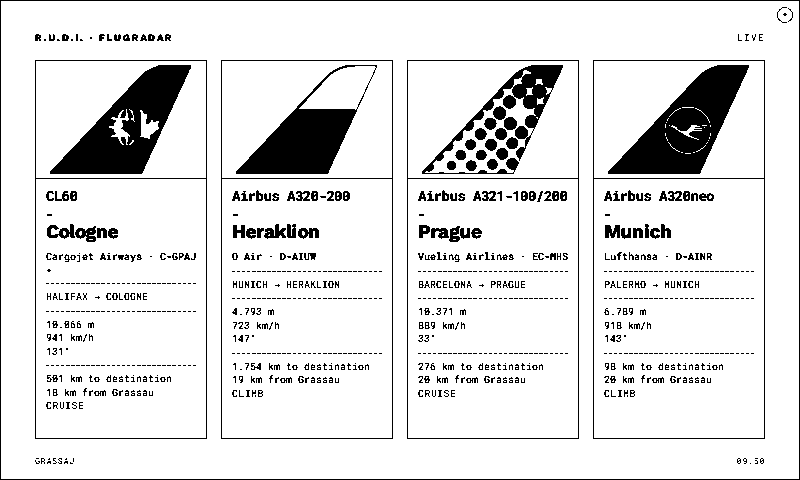 R.U.D.I. · FLUGRADAR
LIVE
CL60
-
Cologne
Cargojet Airways · C-GPAJ
HALIFAX → COLOGNE
10.066 m
941 km/h
131°
501 km to destination
18 km from Grassau
CRUISE
Airbus A320-200
-
Heraklion
O Air · D-AIUW
MUNICH → HERAKLION
4.793 m
723 km/h
147°
1.754 km to destination
19 km from Grassau
CLIMB
Airbus A321-100/200
-
Prague
Vueling Airlines · EC-MHS
BARCELONA → PRAGUE
10.371 m
889 km/h
33°
276 km to destination
20 km from Grassau
CRUISE
Airbus A320neo
-
Munich
Lufthansa · D-AINR
PALERMO → MUNICH
6.789 m
918 km/h
143°
98 km to destination
20 km from Grassau
CLIMB
GRASSAU
09.50